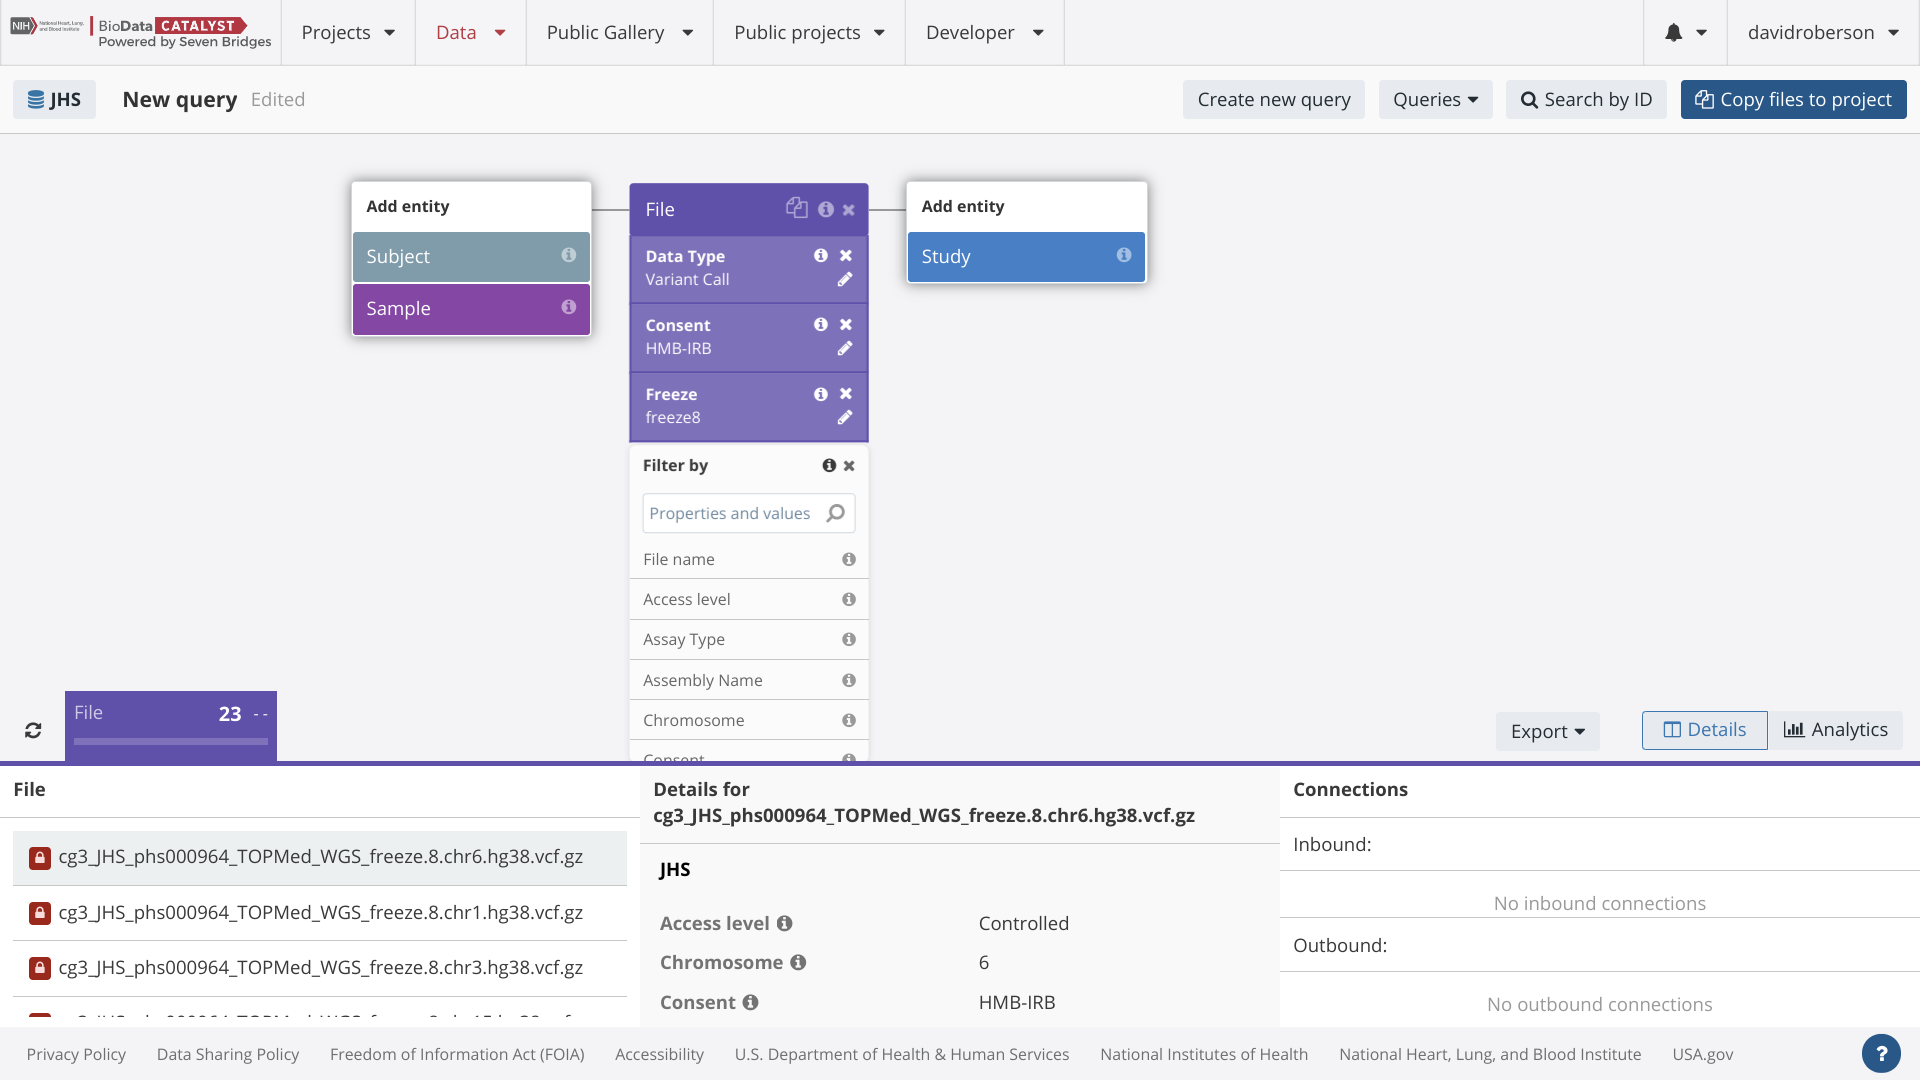 NIH National Heart, Lung, and Blood Institute BioData CATALYST
Powered by Seven Bridges
Projects Data Public Gallery Public projects Developer davidroberson
JHS New query Edited Create new query Queries Search by ID Copy files to project
Add entity
Subject
Sample
File
Data Type
Variant Call
Consent
HMB-IRB
Freeze
freeze8
Filter by
Properties and values
File name
Access level
Assay Type
Assembly Name
Chromosome
Consent
Add entity
Study
File 23 --
Export Details Analytics
File
cg3_JHS_phs000964_TOPMed_WGS_freeze.8.chr6.hg38.vcf.gz
cg3_JHS_phs000964_TOPMed_WGS_freeze.8.chr1.hg38.vcf.gz
cg3_JHS_phs000964_TOPMed_WGS_freeze.8.chr3.hg38.vcf.gz
Details for
cg3_JHS_phs000964_TOPMed_WGS_freeze.8.chr6.hg38.vcf.gz
JHS
Access level Controlled
Chromosome 6
Consent HMB-IRB
Connections
Inbound:
No inbound connections
Outbound:
No outbound connections
Privacy Policy Data Sharing Policy Freedom of Information Act (FOIA) Accessibility U.S. Department of Health & Human Services National Institutes of Health National Heart, Lung, and Blood Institute USA.gov ?